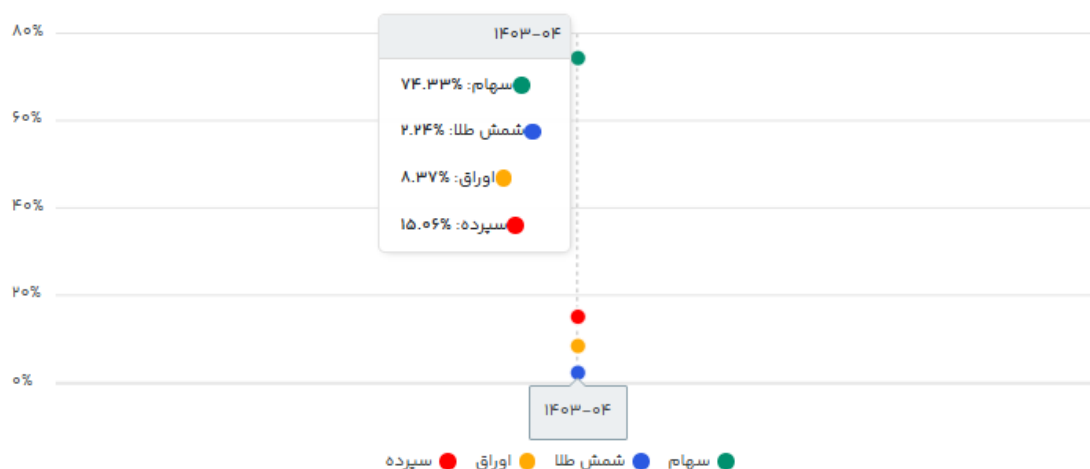 ۸۰%
۱۴۰۳-۰۴
سهام: ۷۴.۳۳%
۶۰%
شمش طلا: ۲.۲۴%
اوراق: ۸.۳۷%
۴۰%
سپرده: ۱۵.۰۶%
۲۰%
۰%
۱۴۰۳-۰۴
سهام شمش طلا اوراق سپرده